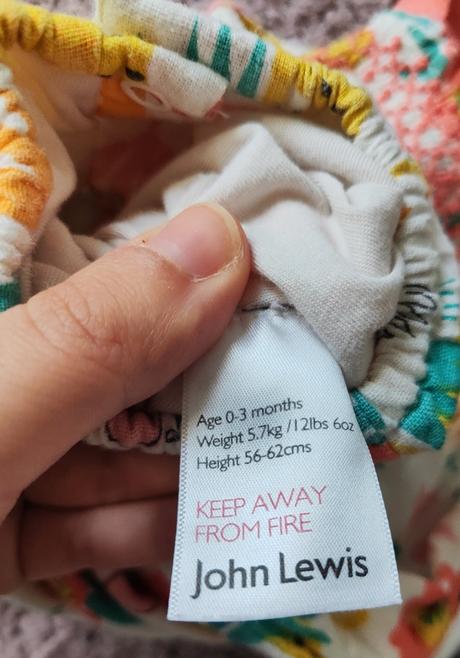 Age 0-3 months
Weight 5.7kg /12lbs 6oz
Height 56-62cms
KEEP AWAY
FROM FIRE
John Lewis